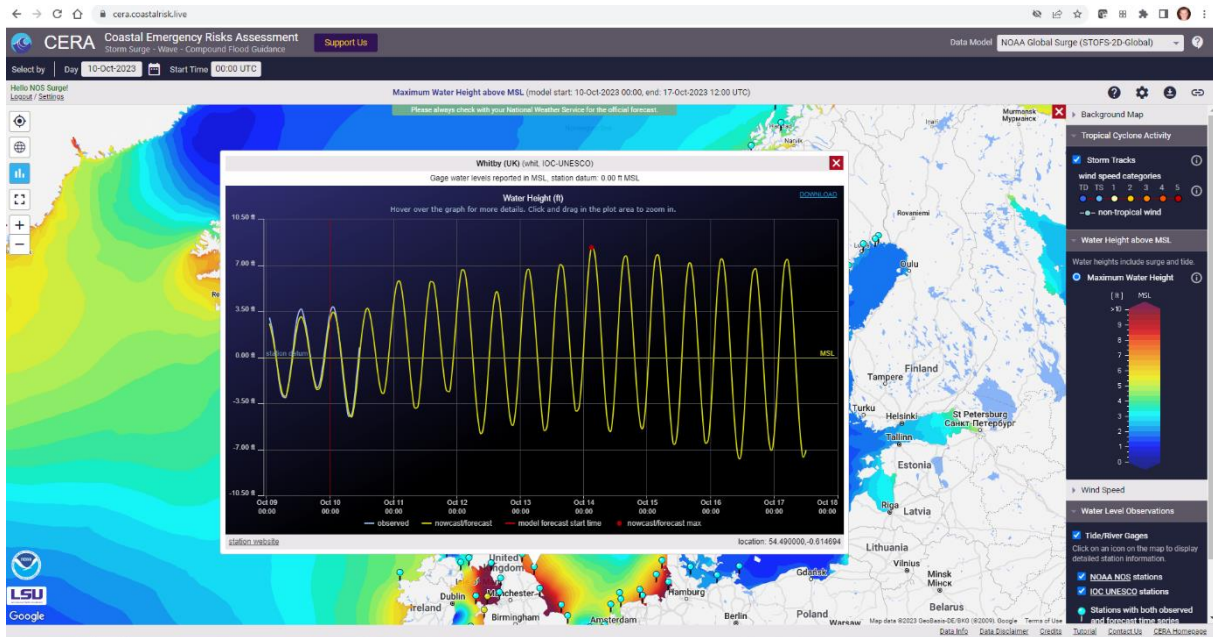 cera.coastalrisk.live
CERA
Coastal Emergency Risks Assessment
Storm Surge - Wave - Compound Flood Guidance
Support Us
Data Model
NOAA Global Surge (STOFS-2D-Global)
Select by
Day
10-Oct-2023
Start Time
00:00 UTC
Hello NOS Surge!
Logout / Settings
Maximum Water Height above MSL (model start: 10-Oct-2023 00:00, end: 17-Oct-2023 12:00 UTC)
Please always check with your National Weather Service for the official forecast.
Whitby (UK) (whit, IOC-UNESCO)
Gage water levels reported in MSL, station datum: 0.00 ft MSL
Water Height (ft)
DOWNLOAD
Hover over the graph for more details. Click and drag in the plot area to zoom in.
10.50 ft
7.00 ft
3.50 ft
0.00 ft
station datum
MSL
-3.50 ft
-7.00 ft
-10.50 ft
Oct 09 00:00
Oct 10 00:00
Oct 11 00:00
Oct 12 00:00
Oct 13 00:00
Oct 14 00:00
Oct 15 00:00
Oct 16 00:00
Oct 17 00:00
Oct 18 00:00
observed
nowcast/forecast
model forecast start time
nowcast/forecast max
station website
location: 54.490000,-0.614694
Murmansk
Мурманск
Narvik
Rovaniemi
Oulu
Finland
Tampere
Turku
Helsinki
St Petersburg
Санкт-Петербург
Tallinn
Estonia
Riga
Latvia
Lithuania
Vilnius
Minsk
Мінск
Belarus
Gdańsk
Poland
Warsaw
Berlin
Hamburg
Amsterdam
United
Kingdom
Isle of Man
Manchester
Dublin
Ireland
Birmingham
LSU
Google
Map data ©2023 GeoBasis-DE/BKG (©2009), Google
Terms of Use
Background Map
Tropical Cyclone Activity
Storm Tracks
wind speed categories
TD TS 1 2 3 4 5
non-tropical wind
Water Height above MSL
Water heights include surge and tide.
Maximum Water Height
[ft] MSL
>10
9
8
7
6
5
4
3
2
1
0
Wind Speed
Water Level Observations
Tide/River Gages
Click on an icon on the map to display
detailed station information.
NOAA NOS stations
IOC UNESCO stations
Stations with both observed
and forecast time series
Data Info
Data Disclaimer
Credits
Tutorial
Contact Us
CERA Homepage